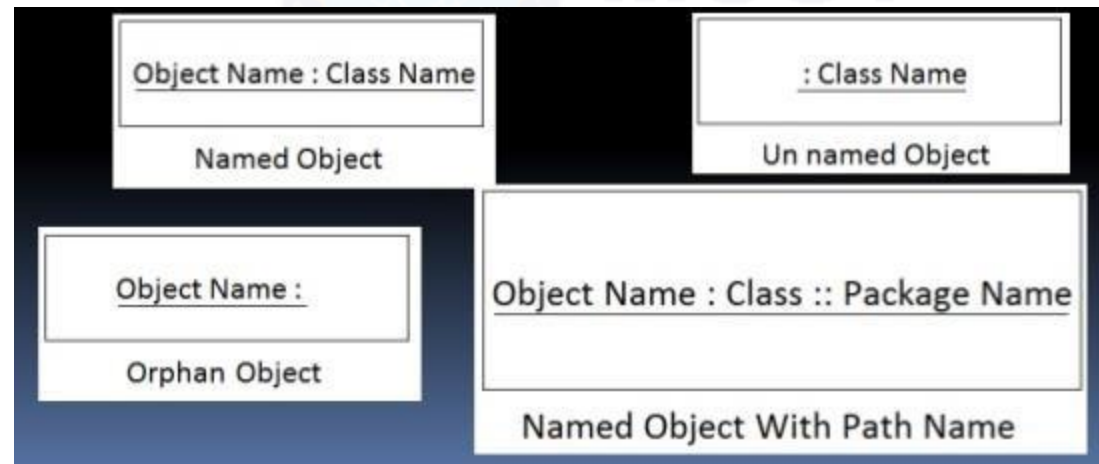 Object Name : Class Name
Named Object
: Class Name
Un named Object
Object Name :
Orphan Object
Object Name : Class :: Package Name
Named Object With Path Name